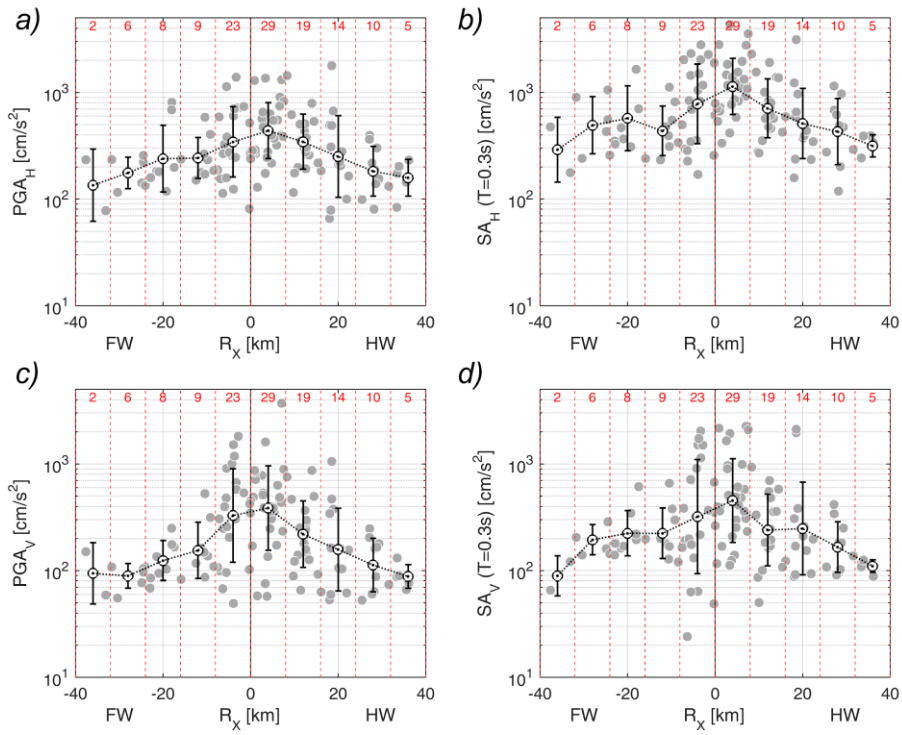 a)
2 6 8 9 23 29 19 14 10 5
10³
10²
10¹
PGA_H [cm/s²]
-40 -20 0 20 40
FW R_X [km] HW
b)
2 6 8 9 23 29 19 14 10 5
10³
10²
10¹
SA_H (T=0.3s) [cm/s²]
-40 -20 0 20 40
FW R_X [km] HW
c)
2 6 8 9 23 29 19 14 10 5
10³
10²
10¹
PGA_V [cm/s²]
-40 -20 0 20 40
FW R_X [km] HW
d)
2 6 8 9 23 29 19 14 10 5
10³
10²
10¹
SA_V (T=0.3s) [cm/s²]
-40 -20 0 20 40
FW R_X [km] HW